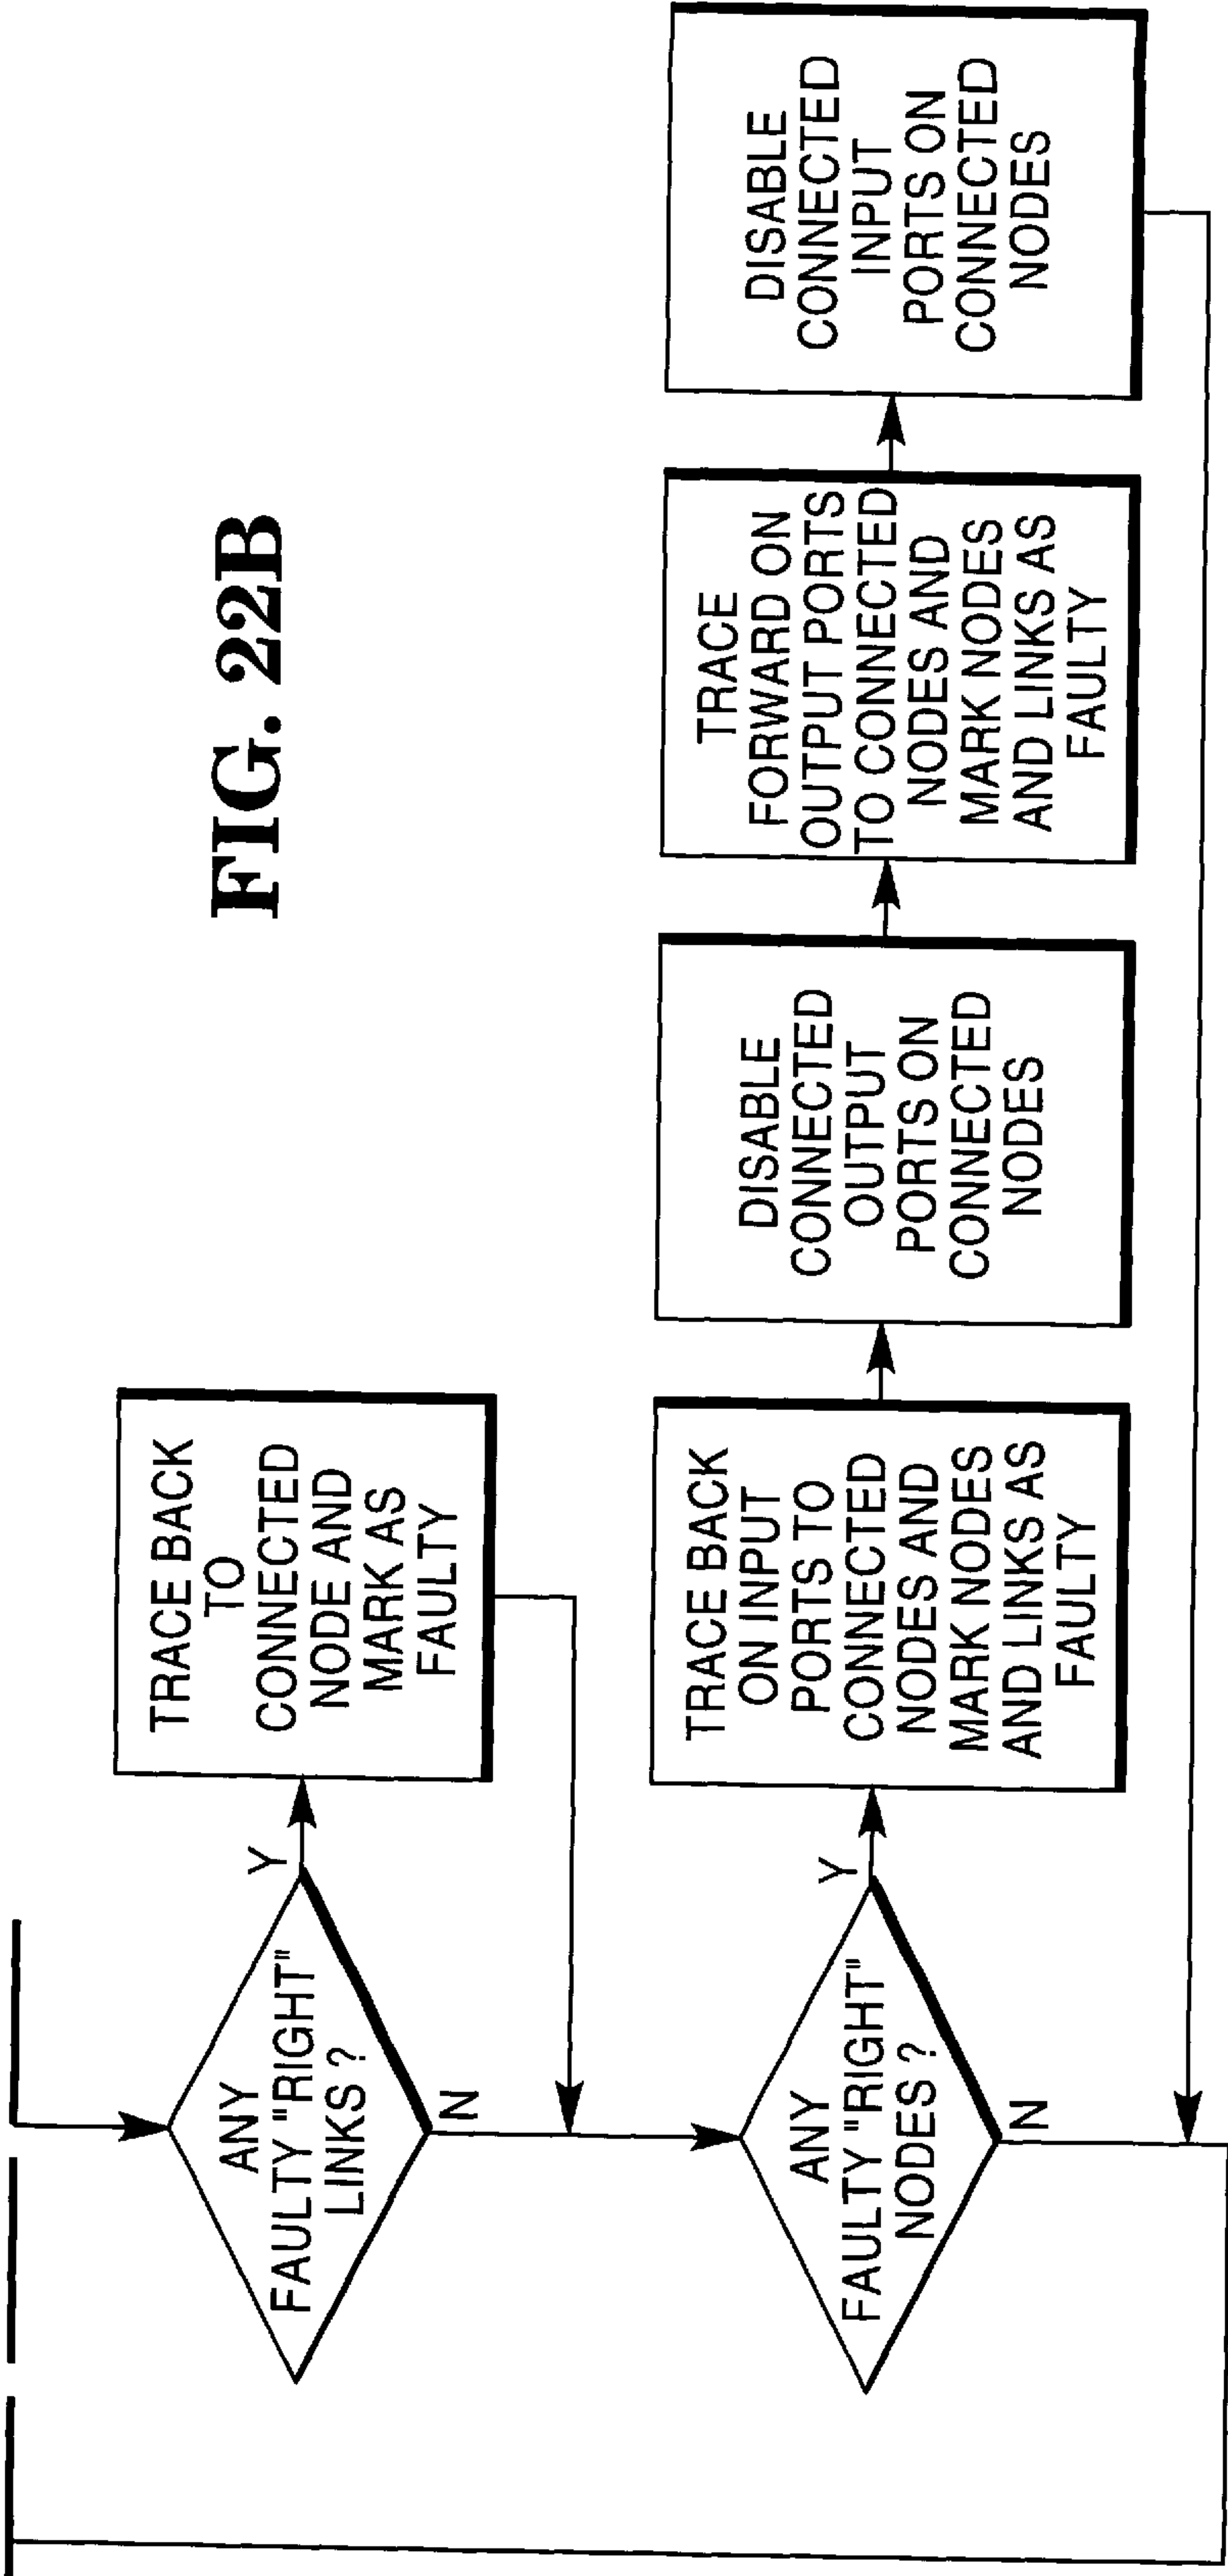 FIG. 22B
ANY
FAULTY "RIGHT"
LINKS ?
Y
N
TRACE BACK
TO
CONNECTED
NODE AND
MARK AS
FAULTY
ANY
FAULTY "RIGHT"
NODES ?
Y
N
TRACE BACK
ON INPUT
PORTS TO
CONNECTED
NODES AND
MARK NODES
AND LINKS AS
FAULTY
DISABLE
CONNECTED
OUTPUT
PORTS ON
CONNECTED
NODES
TRACE
FORWARD ON
OUTPUT PORTS
TO CONNECTED
NODES AND
MARK NODES
AND LINKS AS
FAULTY
DISABLE
CONNECTED
INPUT
PORTS ON
CONNECTED
NODES